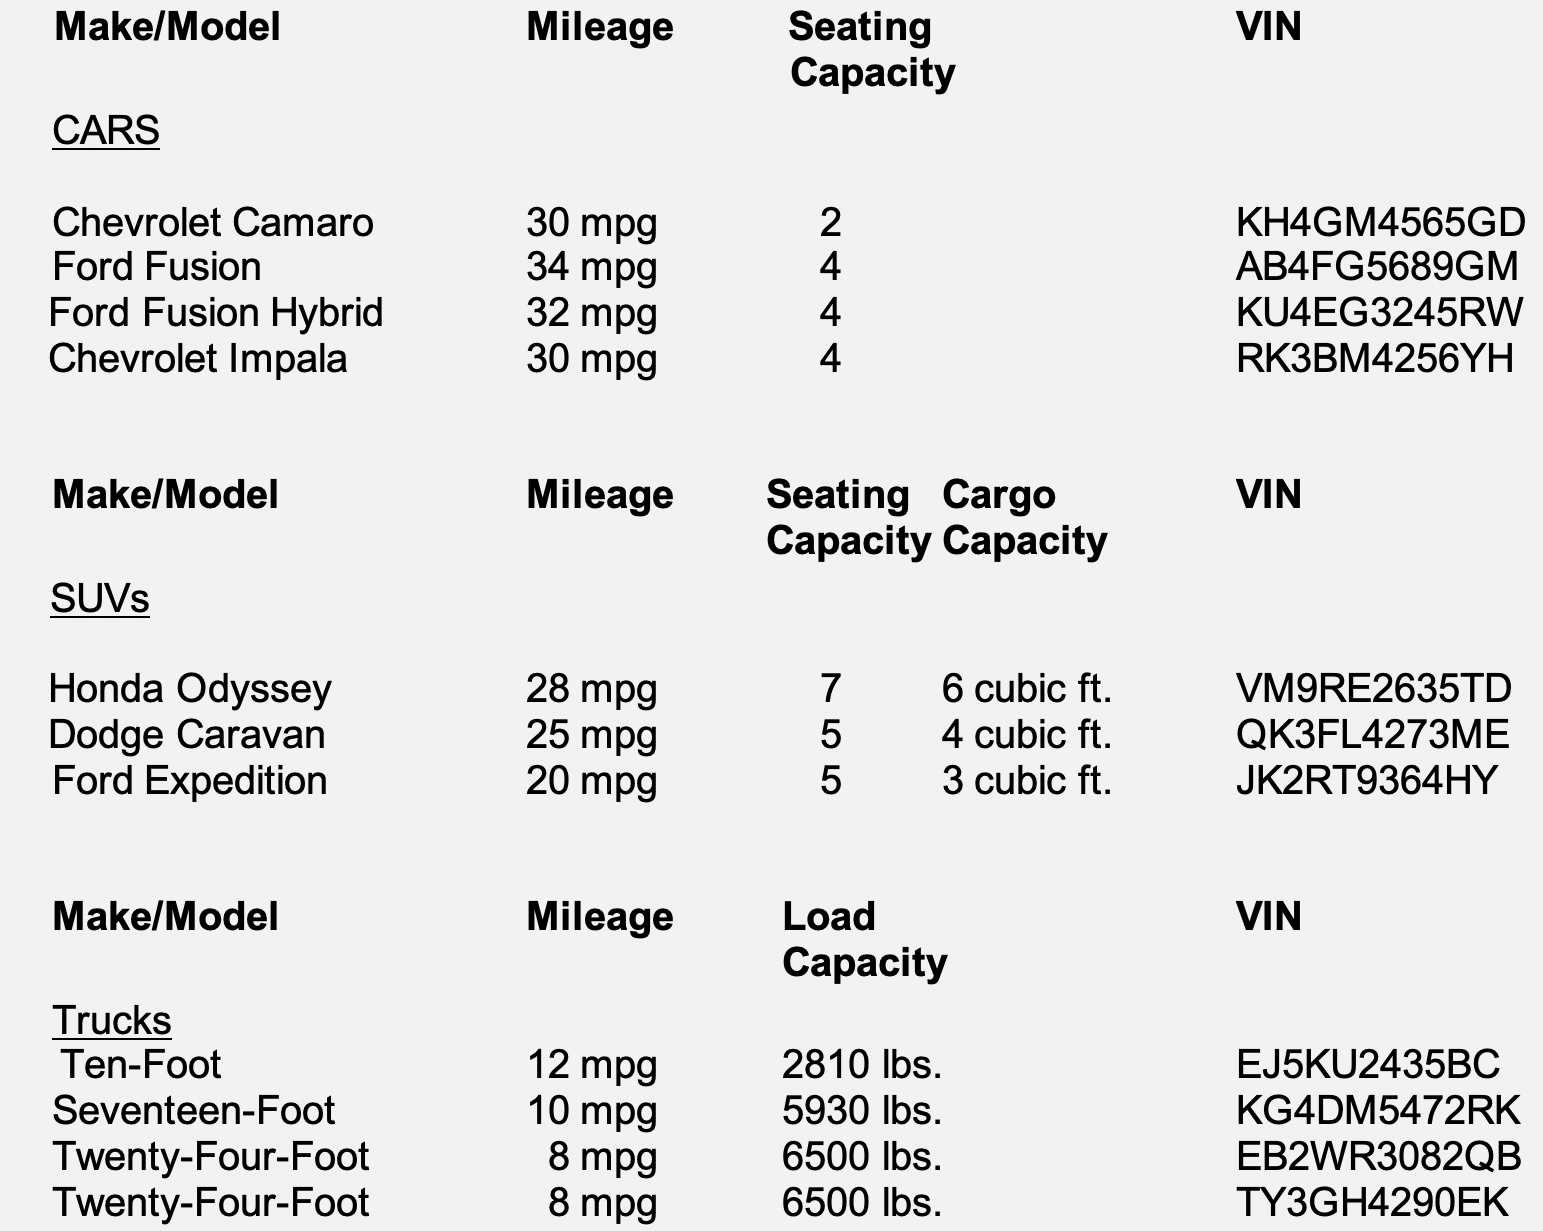 Make/Model Mileage Seating Capacity VIN
CARS
Chevrolet Camaro 30 mpg 2 KH4GM4565GD
Ford Fusion 34 mpg 4 AB4FG5689GM
Ford Fusion Hybrid 32 mpg 4 KU4EG3245RW
Chevrolet Impala 30 mpg 4 RK3BM4256YH
Make/Model Mileage Seating Capacity Cargo Capacity VIN
SUVs
Honda Odyssey 28 mpg 7 6 cubic ft. VM9RE2635TD
Dodge Caravan 25 mpg 5 4 cubic ft. QK3FL4273ME
Ford Expedition 20 mpg 5 3 cubic ft. JK2RT9364HY
Make/Model Mileage Load Capacity VIN
Trucks
Ten-Foot 12 mpg 2810 lbs. EJ5KU2435BC
Seventeen-Foot 10 mpg 5930 lbs. KG4DM5472RK
Twenty-Four-Foot 8 mpg 6500 lbs. EB2WR3082QB
Twenty-Four-Foot 8 mpg 6500 lbs. TY3GH4290EK